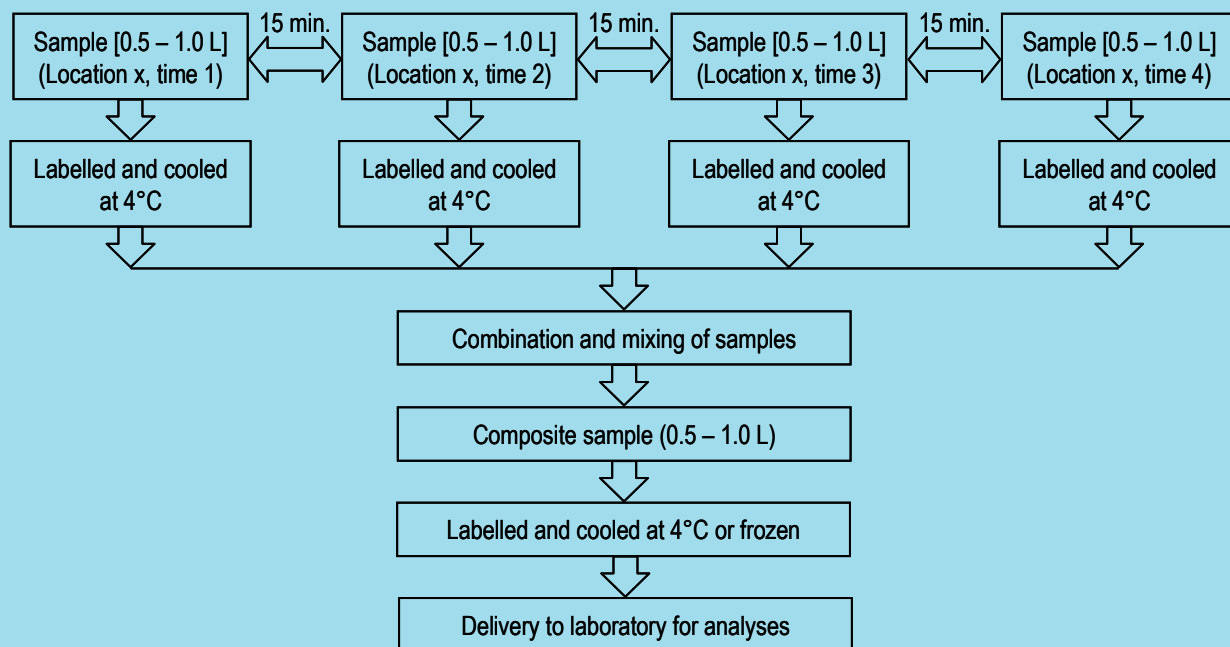 15 min.
15 min.
15 min.
Sample [0.5 – 1.0 L]
(Location x, time 1)
Sample [0.5 – 1.0 L]
(Location x, time 2)
Sample [0.5 – 1.0 L]
(Location x, time 3)
Sample [0.5 – 1.0 L]
(Location x, time 4)
Labelled and cooled
at 4°C
Labelled and cooled
at 4°C
Labelled and cooled
at 4°C
Labelled and cooled
at 4°C
Combination and mixing of samples
Composite sample (0.5 – 1.0 L)
Labelled and cooled at 4°C or frozen
Delivery to laboratory for analyses